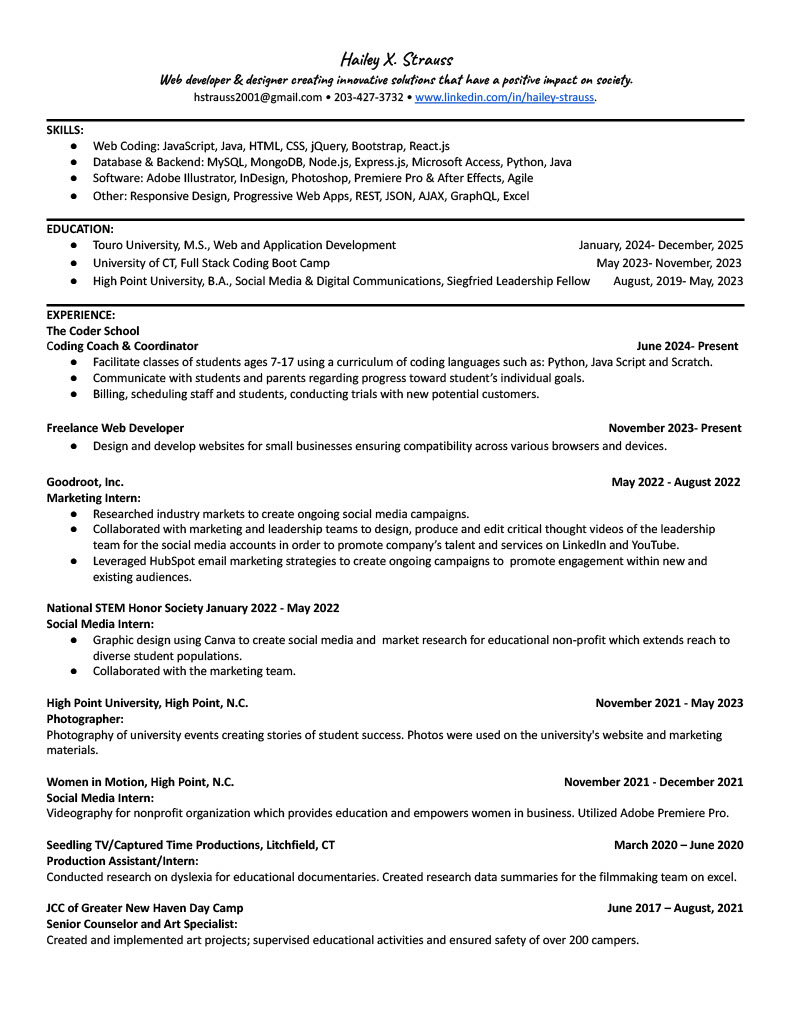 Hailey X. Strauss
Web developer & designer creating innovative solutions that have a positive impact on society.
hstrauss2001@gmail.com • 203-427-3732 • www.linkedin.com/in/hailey-strauss.
SKILLS:
● Web Coding: JavaScript, Java, HTML, CSS, jQuery, Bootstrap, React.js
● Database & Backend: MySQL, MongoDB, Node.js, Express.js, Microsoft Access, Python, Java
● Software: Adobe Illustrator, InDesign, Photoshop, Premiere Pro & After Effects, Agile
● Other: Responsive Design, Progressive Web Apps, REST, JSON, AJAX, GraphQL, Excel
EDUCATION:
● Touro University, M.S., Web and Application Development January, 2024- December, 2025
● University of CT, Full Stack Coding Boot Camp May 2023- November, 2023
● High Point University, B.A., Social Media & Digital Communications, Siegfried Leadership Fellow August, 2019- May, 2023
EXPERIENCE:
The Coder School
Coding Coach & Coordinator June 2024- Present
● Facilitate classes of students ages 7-17 using a curriculum of coding languages such as: Python, Java Script and Scratch.
● Communicate with students and parents regarding progress toward student’s individual goals.
● Billing, scheduling staff and students, conducting trials with new potential customers.
Freelance Web Developer November 2023- Present
● Design and develop websites for small businesses ensuring compatibility across various browsers and devices.
Goodroot, Inc. May 2022 - August 2022
Marketing Intern:
● Researched industry markets to create ongoing social media campaigns.
● Collaborated with marketing and leadership teams to design, produce and edit critical thought videos of the leadership
team for the social media accounts in order to promote company’s talent and services on LinkedIn and YouTube.
● Leveraged HubSpot email marketing strategies to create ongoing campaigns to promote engagement within new and
existing audiences.
National STEM Honor Society January 2022 - May 2022
Social Media Intern:
● Graphic design using Canva to create social media and market research for educational non-profit which extends reach to
diverse student populations.
● Collaborated with the marketing team.
High Point University, High Point, N.C. November 2021 - May 2023
Photographer:
Photography of university events creating stories of student success. Photos were used on the university's website and marketing
materials.
Women in Motion, High Point, N.C. November 2021 - December 2021
Social Media Intern:
Videography for nonprofit organization which provides education and empowers women in business. Utilized Adobe Premiere Pro.
Seedling TV/Captured Time Productions, Litchfield, CT March 2020 – June 2020
Production Assistant/Intern:
Conducted research on dyslexia for educational documentaries. Created research data summaries for the filmmaking team on excel.
JCC of Greater New Haven Day Camp June 2017 – August, 2021
Senior Counselor and Art Specialist:
Created and implemented art projects; supervised educational activities and ensured safety of over 200 campers.